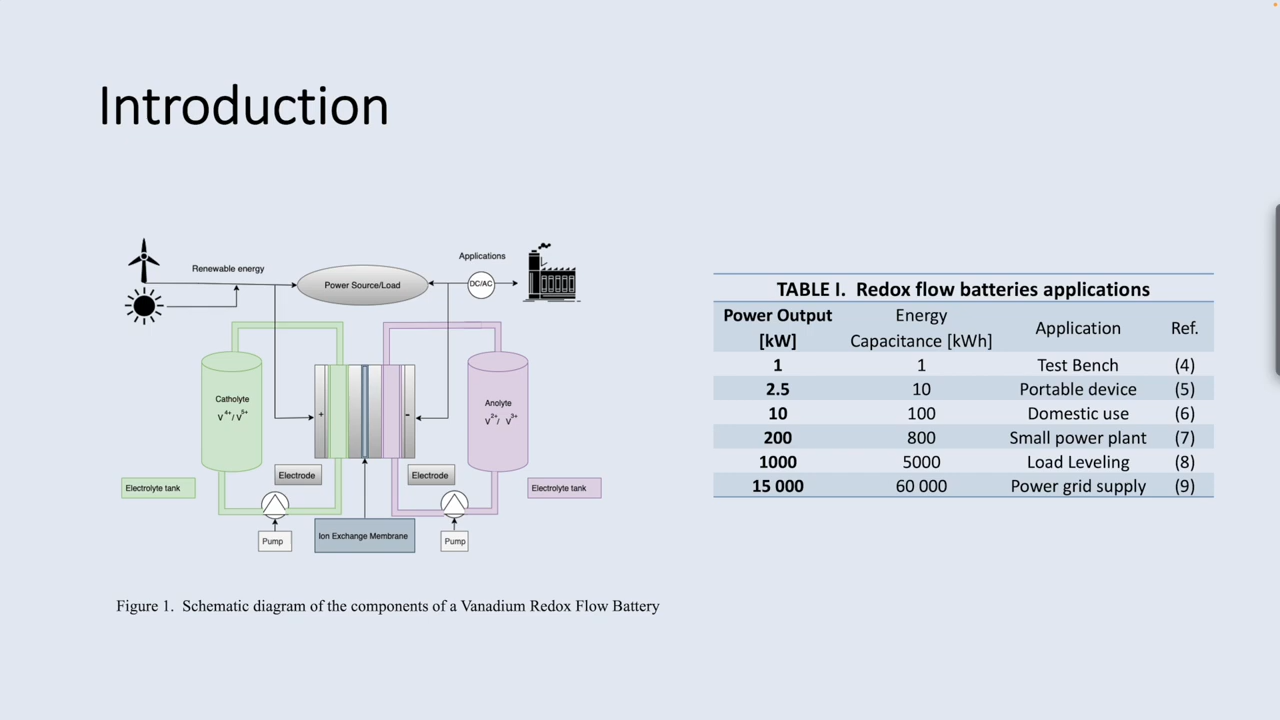 Introduction
Renewable energy
Power Source/Load
Applications
DC/AC
Catholyte
V 4+/ V 5+
+
-
Anolyte
V 2+/ V 3+
Electrode
Electrode
Electrolyte tank
Electrolyte tank
Pump
Ion Exchange Membrane
Pump
Figure 1. Schematic diagram of the components of a Vanadium Redox Flow Battery
TABLE I. Redox flow batteries applications
Power Output [kW] Energy Capacitance [kWh] Application Ref.
1 1 Test Bench (4)
2.5 10 Portable device (5)
10 100 Domestic use (6)
200 800 Small power plant (7)
1000 5000 Load Leveling (8)
15 000 60 000 Power grid supply (9)